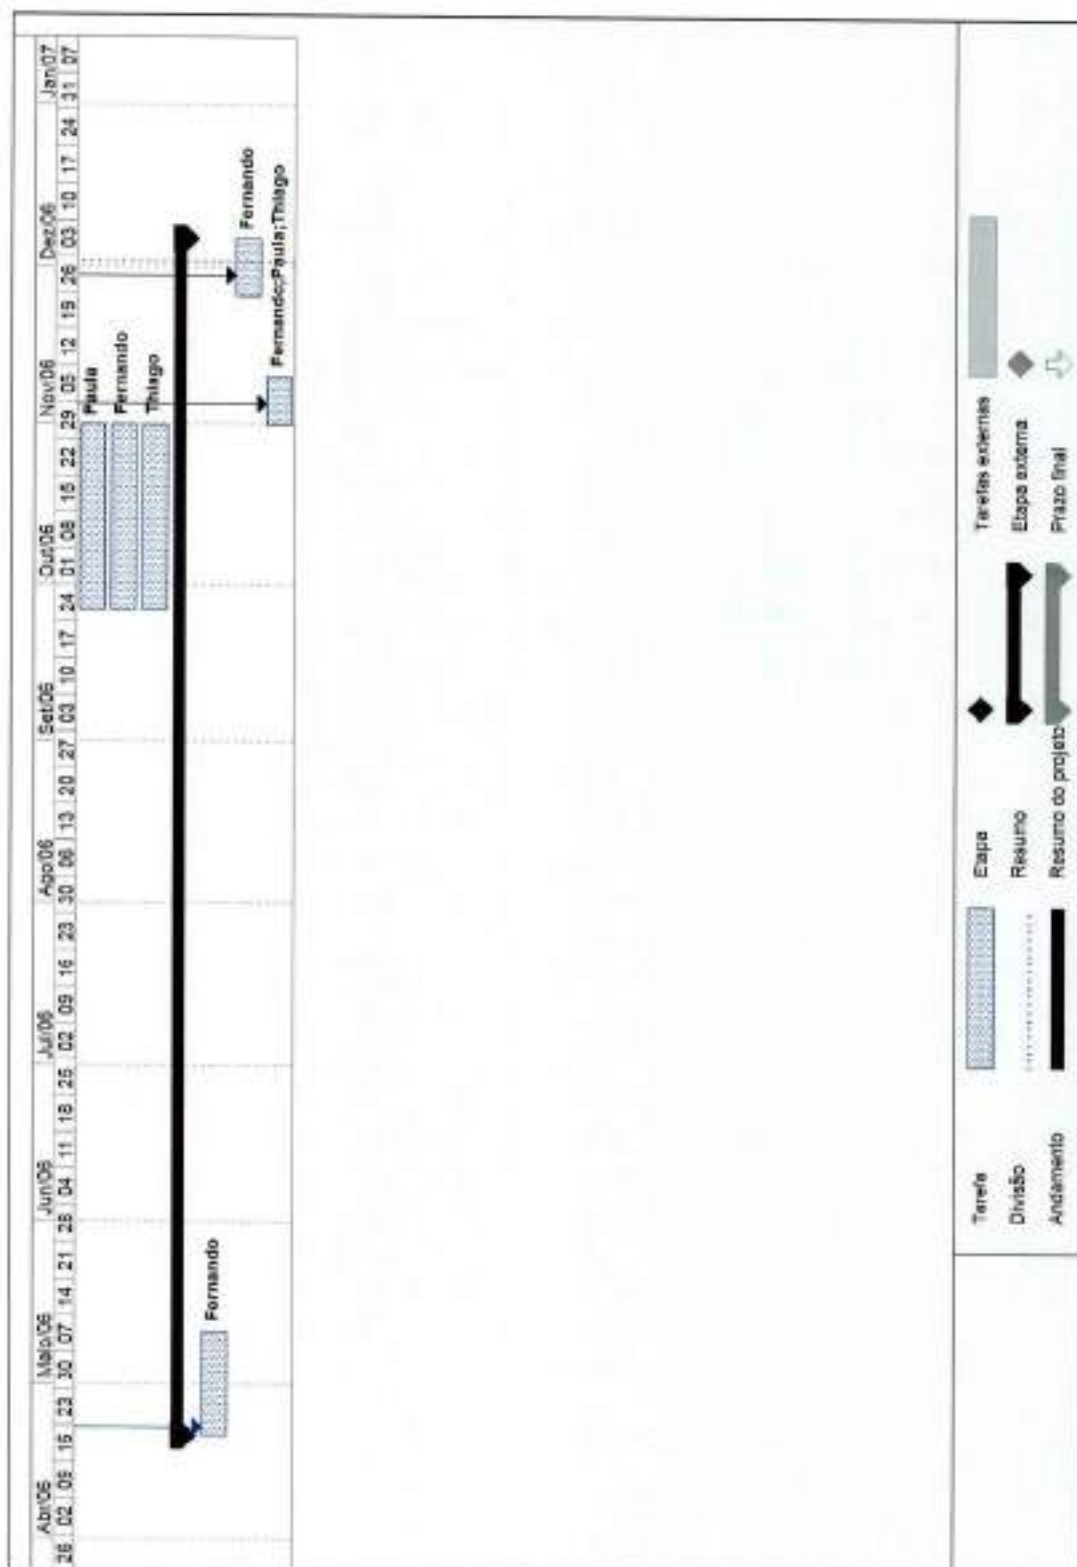 Abr/06 Maio/06 Jun/06 Jul/06 Ago/06 Set/06 Out/06 Nov/06 Dez/06 Jan/07
26 02 09 16 23 30 07 14 21 28 04 11 18 25 02 09 16 23 30 06 13 20 27 03 10 17 24 01 08 15 22 29 05 12 19 26 03 10 17 24 31 07
Paula
Fernando
Thiago
Fernando
Fernando
Fernando;Paula;Thiago
Tarefa Etapa Tarefas externas
Divisão Resumo Etapa externa
Andamento Resumo do projeto Prazo final